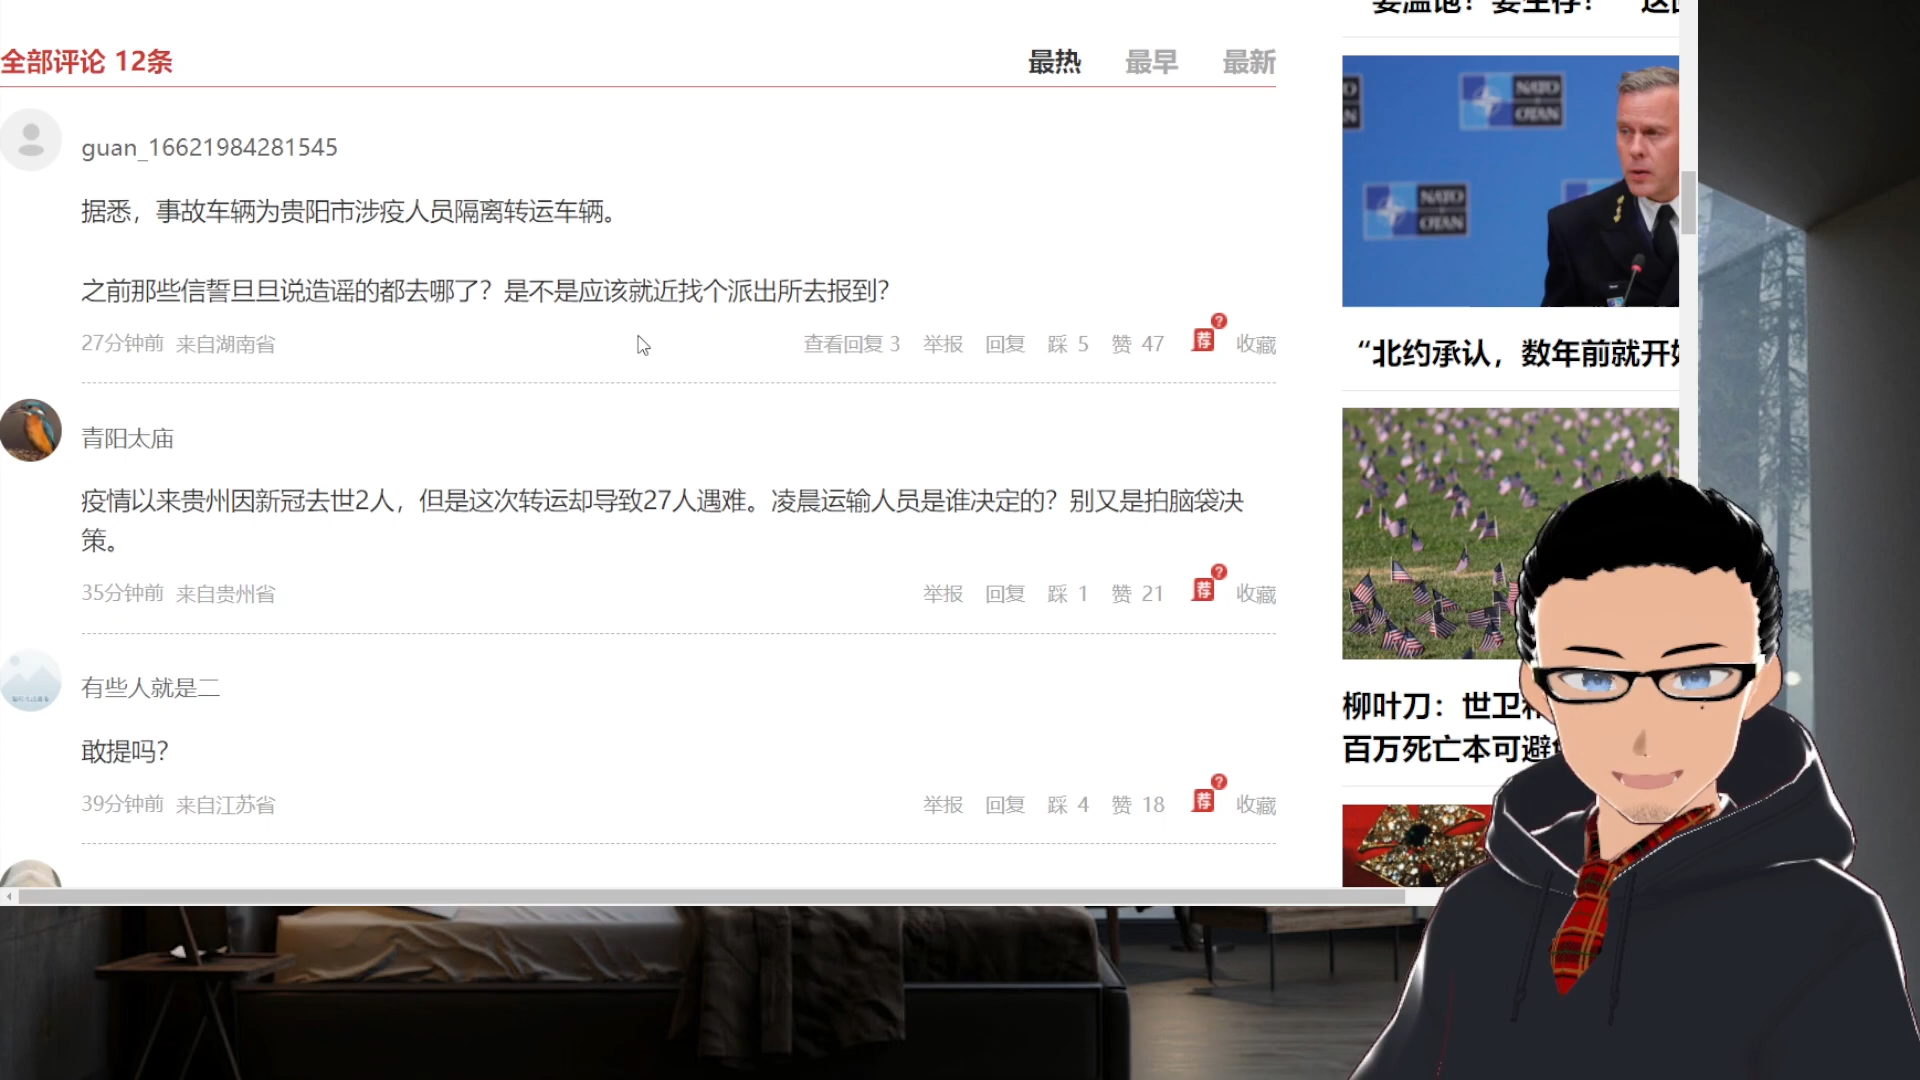 要温饱！要生存！
全部评论 12条
最热 最早 最新
guan_16621984281545
据悉，事故车辆为贵阳市涉疫人员隔离转运车辆。
之前那些信誓旦旦说造谣的都去哪了？是不是应该就近找个派出所去报到？
27分钟前 来自湖南省 查看回复 3 举报 回复 踩 5 赞 47 荐 ? 收藏
青阳太庙
疫情以来贵州因新冠去世2人，但是这次转运却导致27人遇难。凌晨运输人员是谁决定的？别又是拍脑袋决
策。
35分钟前 来自贵州省 举报 回复 踩 1 赞 21 荐 ? 收藏
有些人就是二
敢提吗？
39分钟前 来自江苏省 举报 回复 踩 4 赞 18 荐 ? 收藏
NATO
OTAN
NATO
OTAN
“北约承认，数年前就开
柳叶刀：世卫
百万死亡本可避